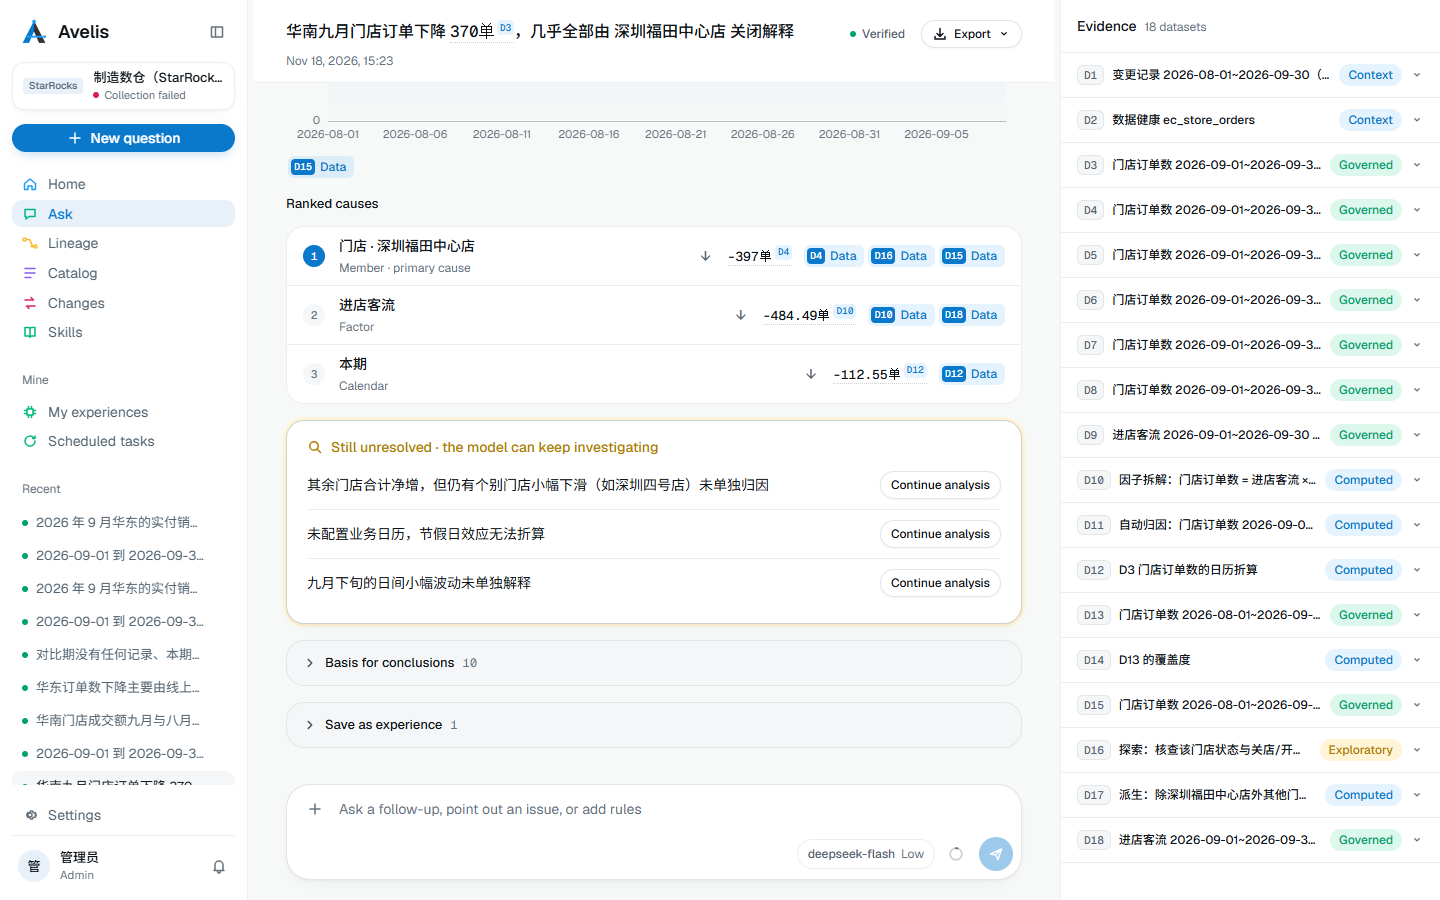 Avelis
StarRocks
制造数仓（StarRock...
Collection failed
New question
Home
Ask
Lineage
Catalog
Changes
Skills
Mine
My experiences
Scheduled tasks
Recent
2026 年 9 月华东的实付销...
2026-09-01 到 2026-09-3...
2026 年 9 月华东的实付销...
2026-09-01 到 2026-09-3...
对比期没有任何记录、本期...
华东订单数下降主要由线上...
华南门店成交额九月与八月...
2026-09-01 到 2026-09-3...
华南九月门店订单下降 370...
Settings
管
管理员
Admin
华南九月门店订单下降 370单 D3，几乎全部由 深圳福田中心店 关闭解释
Nov 18, 2026, 15:23
Verified
Export
0
2026-08-01 2026-08-06 2026-08-11 2026-08-16 2026-08-21 2026-08-26 2026-08-31 2026-09-05
D15 Data
Ranked causes
1 门店 · 深圳福田中心店 -397单 D4 D4 Data D16 Data D15 Data
Member · primary cause
2 进店客流 -484.49单 D10 D10 Data D18 Data
Factor
3 本期 -112.55单 D12 D12 Data
Calendar
Still unresolved · the model can keep investigating
其余门店合计净增，但仍有个别门店小幅下滑（如深圳四号店）未单独归因 Continue analysis
未配置业务日历，节假日效应无法折算 Continue analysis
九月下旬的日间小幅波动未单独解释 Continue analysis
Basis for conclusions 10
Save as experience 1
Ask a follow-up, point out an issue, or add rules
deepseek-flash Low
Evidence 18 datasets
D1 变更记录 2026-08-01~2026-09-30（... Context
D2 数据健康 ec_store_orders Context
D3 门店订单数 2026-09-01~2026-09-3... Governed
D4 门店订单数 2026-09-01~2026-09-3... Governed
D5 门店订单数 2026-09-01~2026-09-3... Governed
D6 门店订单数 2026-09-01~2026-09-3... Governed
D7 门店订单数 2026-09-01~2026-09-3... Governed
D8 门店订单数 2026-09-01~2026-09-3... Governed
D9 进店客流 2026-09-01~2026-09-30 ... Governed
D10 因子拆解：门店订单数 = 进店客流 ×... Computed
D11 自动归因：门店订单数 2026-09-0... Computed
D12 D3 门店订单数的日历折算 Computed
D13 门店订单数 2026-08-01~2026-09-... Governed
D14 D13 的覆盖度 Computed
D15 门店订单数 2026-08-01~2026-09-... Governed
D16 探索：核查该门店状态与关店/开... Exploratory
D17 派生：除深圳福田中心店外其他门... Computed
D18 进店客流 2026-09-01~2026-09-3... Governed